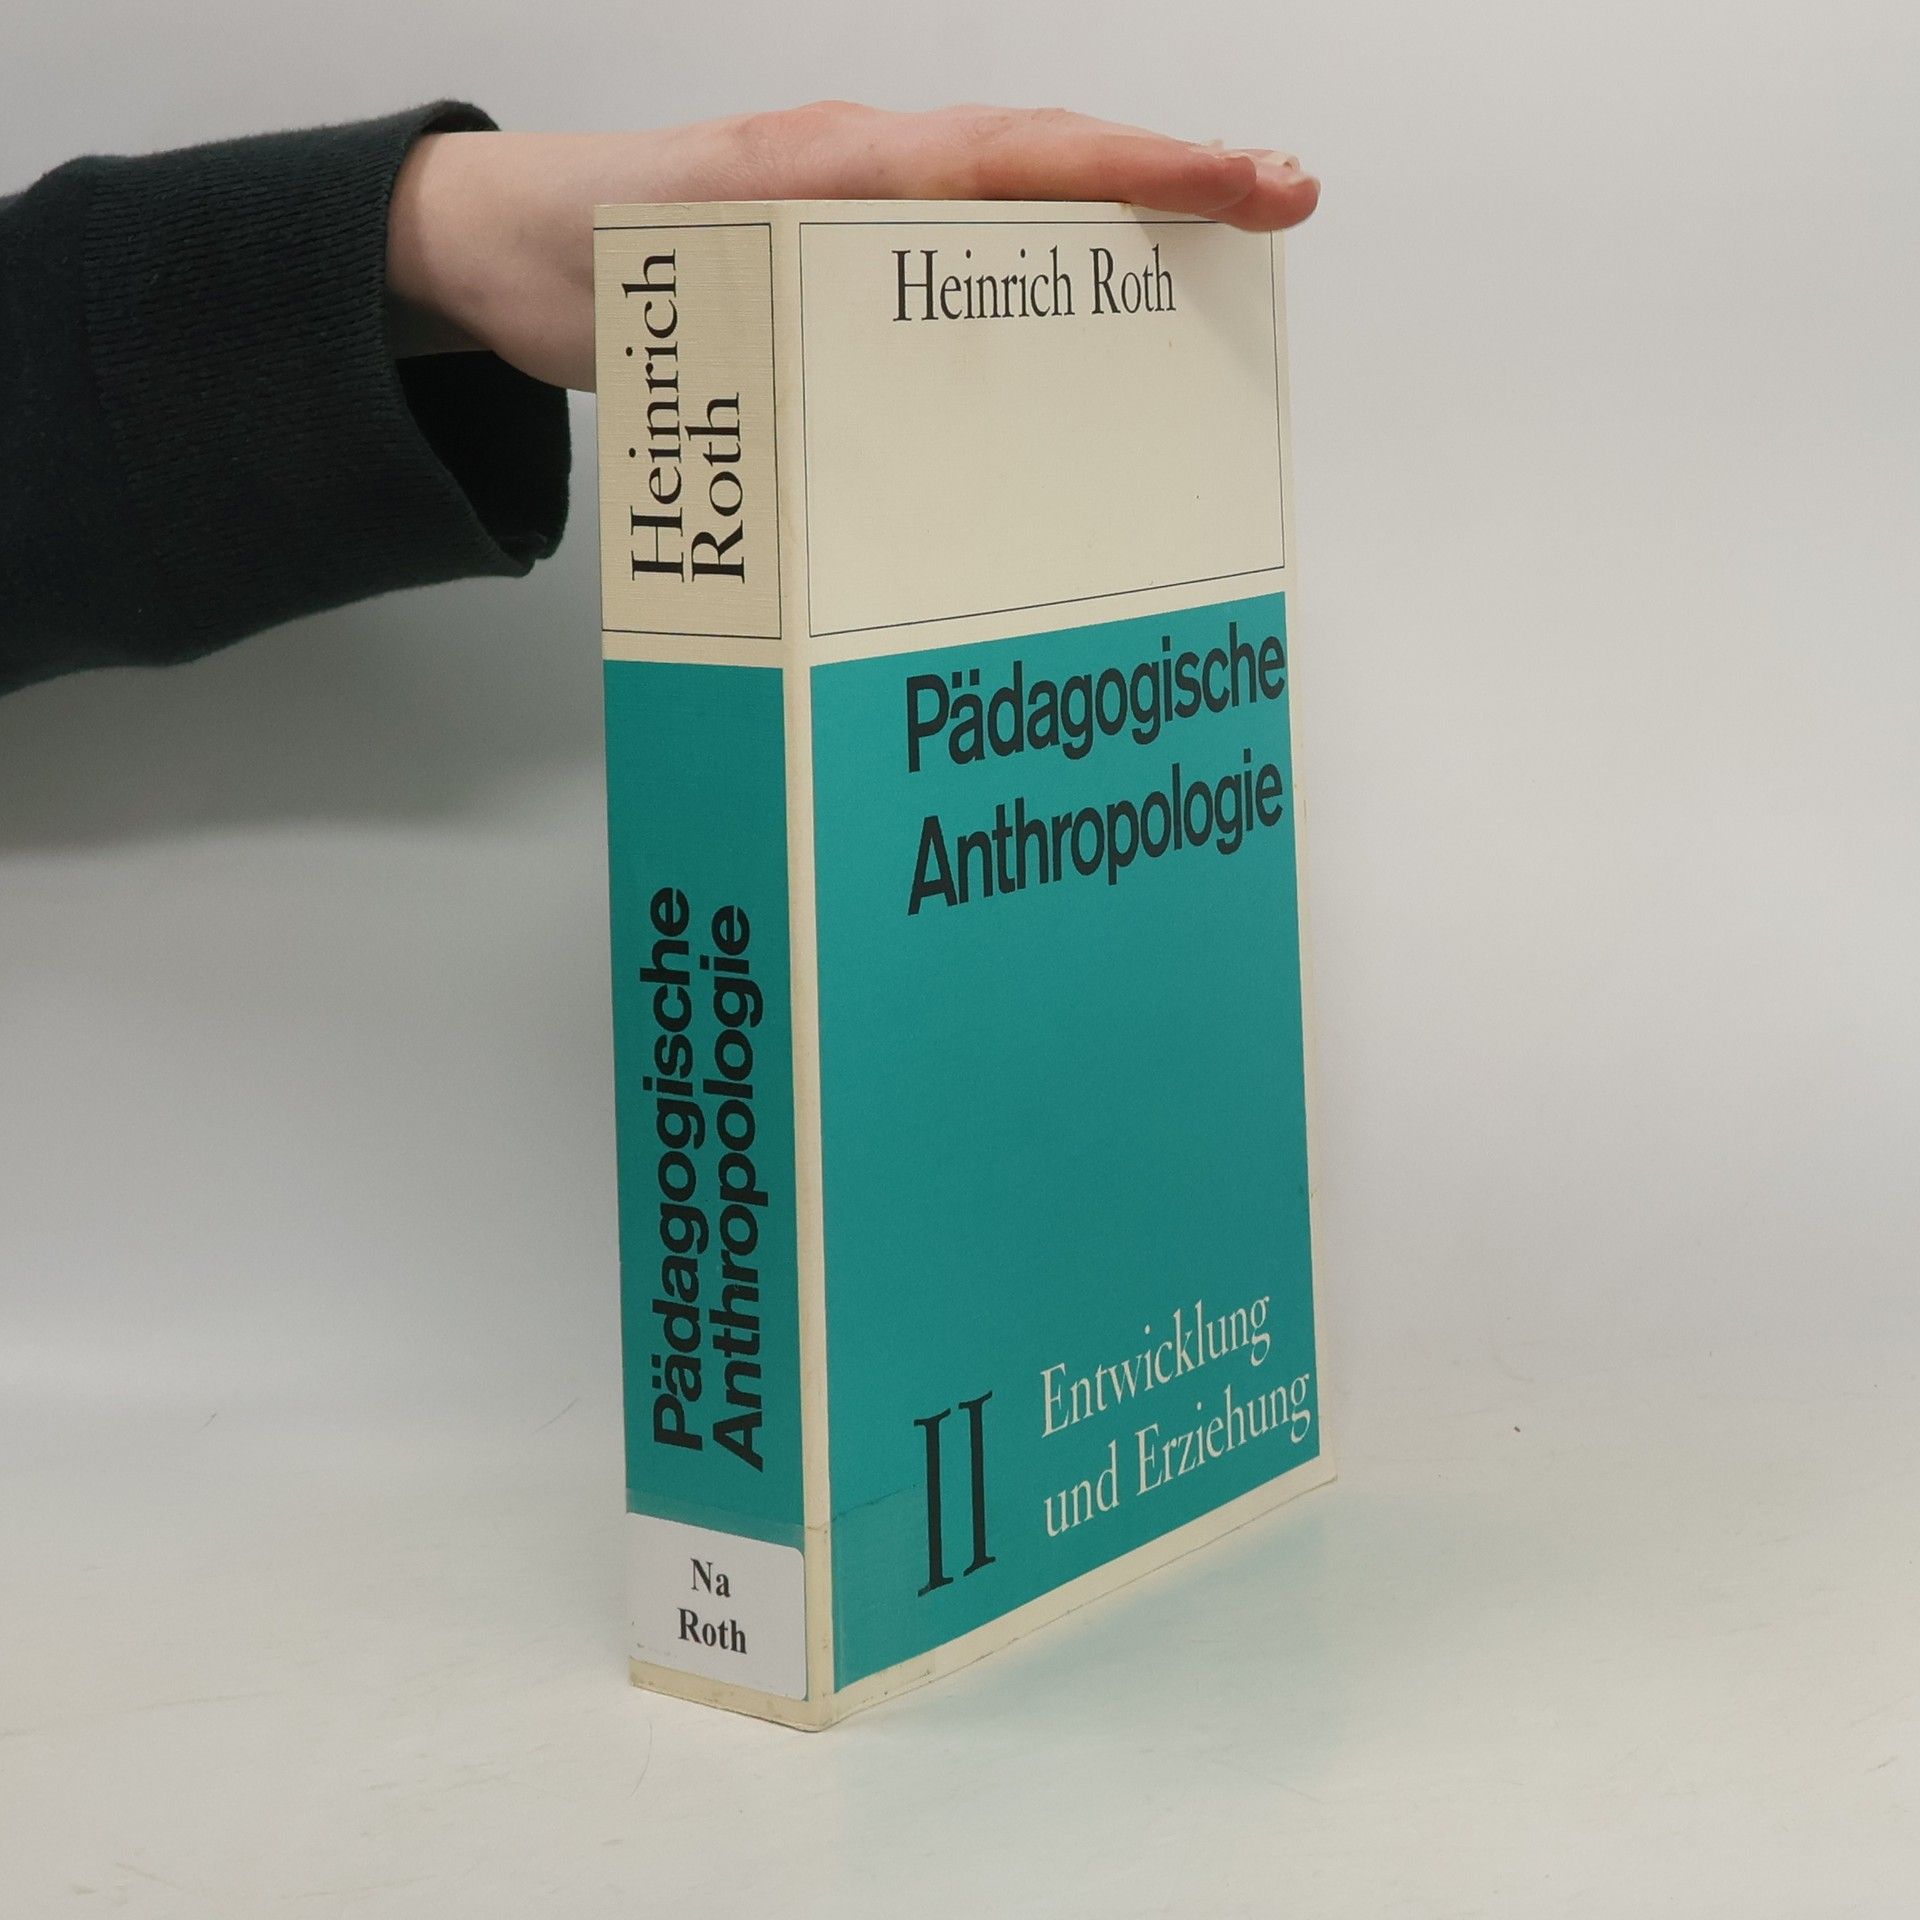 Heinrich
Roth
Pädagogische
Anthropologie
Na
Roth
Heinrich Roth
Pädagogische
Anthropologie
II
Entwicklung
und Erziehung